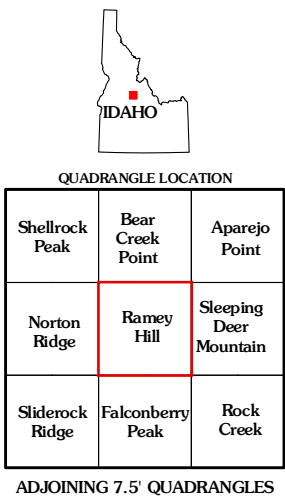 IDAHO
QUADRANGLE LOCATION
Shellrock
Peak
Bear
Creek
Point
Aparejo
Point
Norton
Ridge
Ramey
Hill
Sleeping
Deer
Mountain
Sliderock
Ridge
Falconberry
Peak
Rock
Creek
ADJOINING 7.5' QUADRANGLES